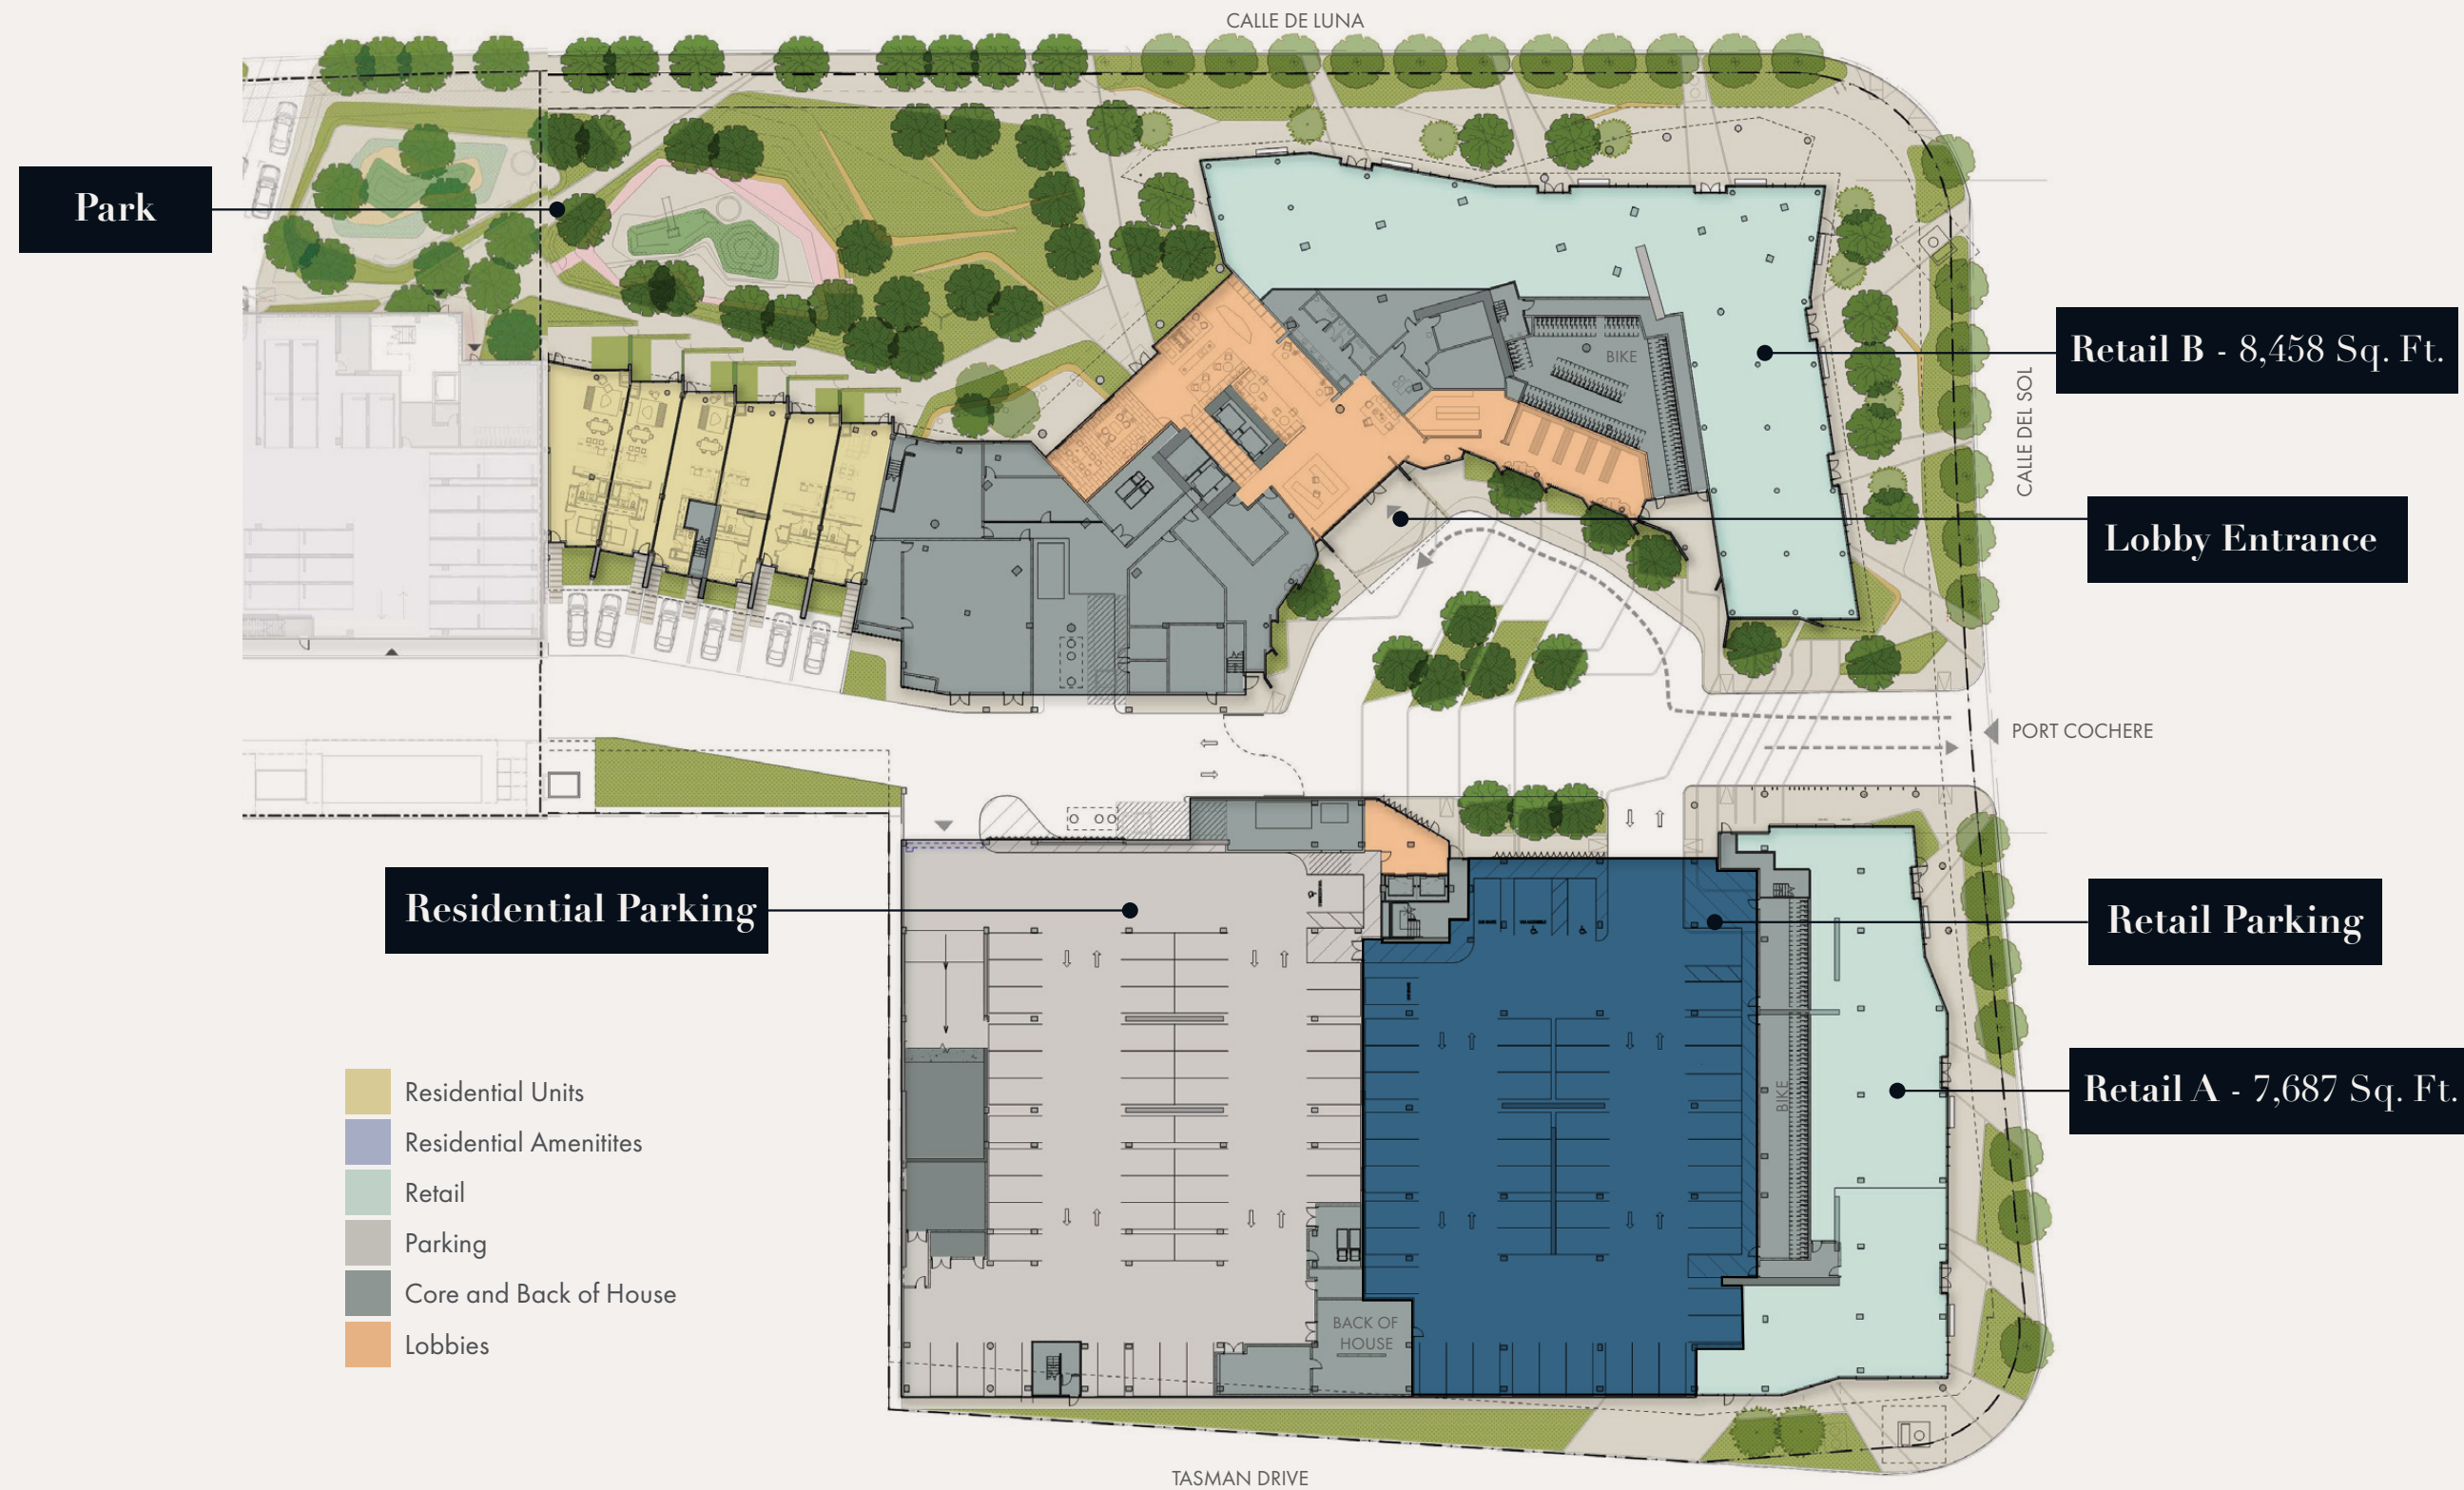 CALLE DE LUNA
Park
BIKE
Retail B - 8,458 Sq. Ft.
CALLE DEL SOL
Lobby Entrance
PORT COCHERE
Residential Parking
Retail Parking
BIKE
Retail A - 7,687 Sq. Ft.
Residential Units
Residential Amenitites
Retail
Parking
Core and Back of House
Lobbies
BACK OF
HOUSE
TASMAN DRIVE